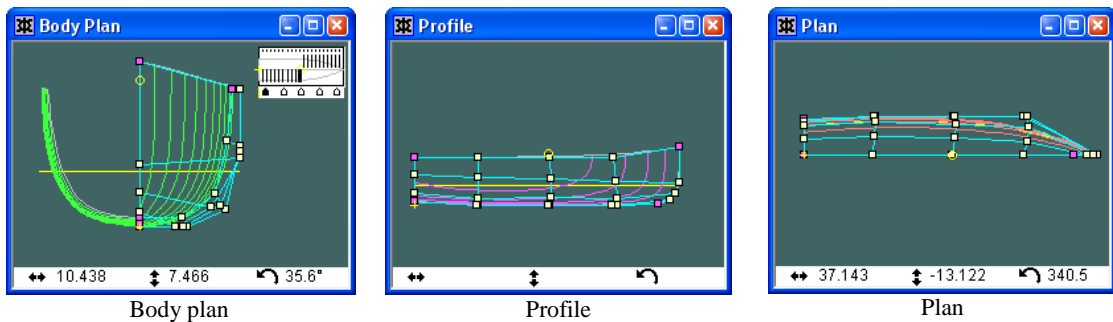 Body Plan
Profile
Plan
10.438 7.466 35.6°
37.143 -13.122 340.5
Body plan
Profile
Plan